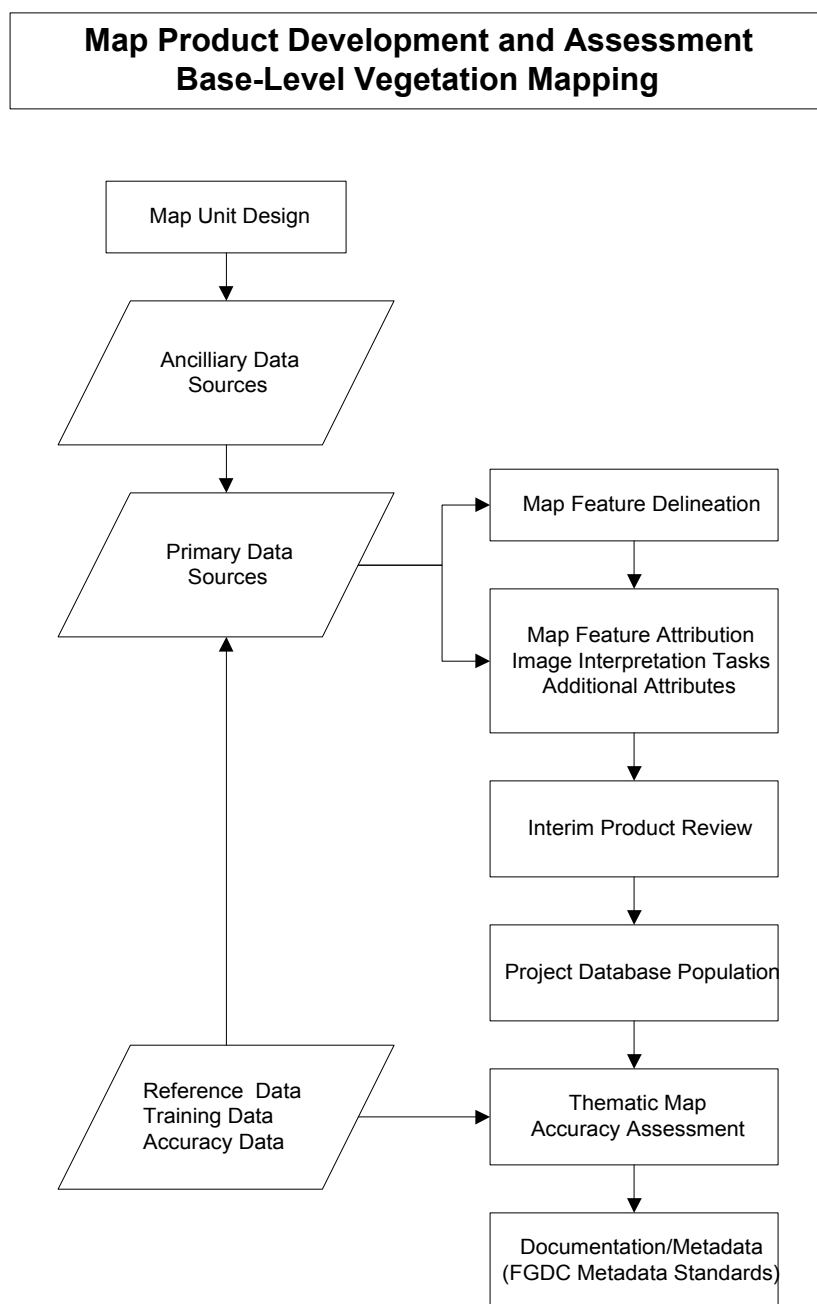 Map Product Development and Assessment
Base-Level Vegetation Mapping
Map Unit Design
Ancilliary Data
Sources
Primary Data
Sources
Map Feature Delineation
Map Feature Attribution
Image Interpretation Tasks
Additional Attributes
Interim Product Review
Project Database Population
Reference Data
Training Data
Accuracy Data
Thematic Map
Accuracy Assessment
Documentation/Metadata
(FGDC Metadata Standards)